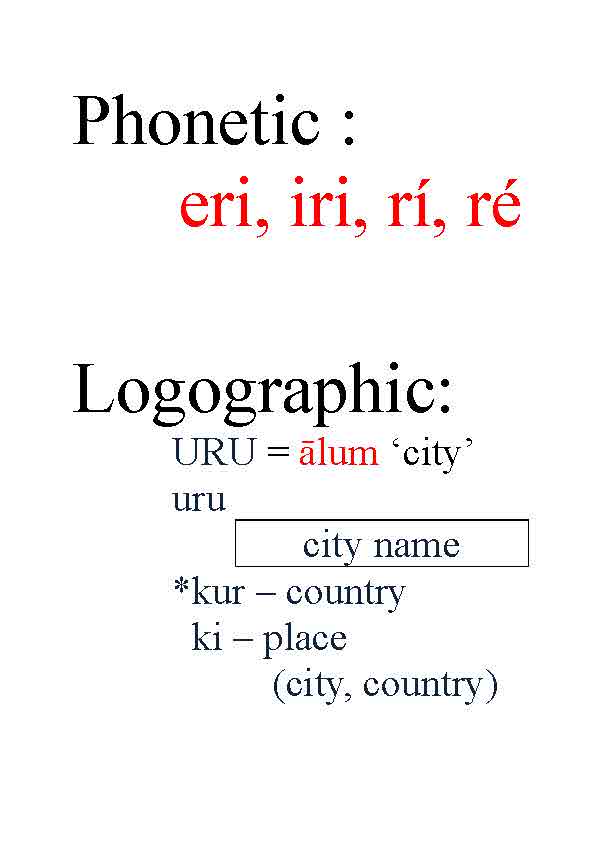 Phonetic :
eri, iri, rí, ré
Logographic:
URU = ālum ‘city’
uru
city name
*kur – country
ki – place
(city, country)